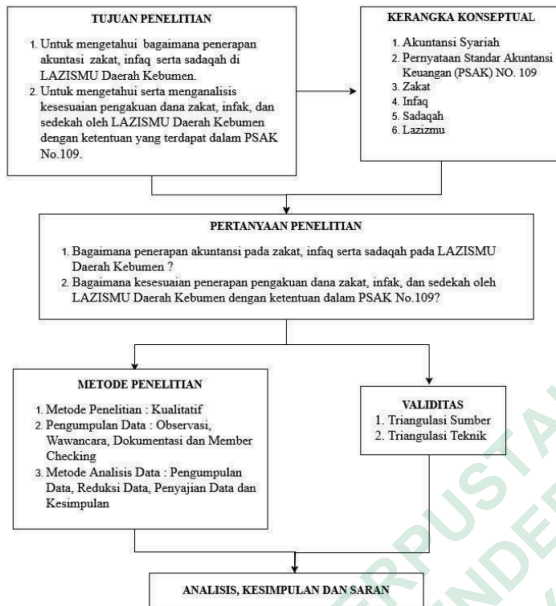 TUJUAN PENELITIAN
1. Untuk mengetahui bagaimana penerapan
akuntasi zakat, infaq serta sadaqah di
LAZISMU Daerah Kebumen.
2. Untuk mengetahui serta menganalisis
kesesuaian pengakuan dana zakat, infak, dan
sedekah oleh LAZISMU Daerah Kebumen
dengan ketentuan yang terdapat dalam PSAK
No.109.
KERANGKA KONSEPTUAL
1. Akuntansi Syariah
2. Pernyataan Standar Akuntansi
Keuangan (PSAK) NO. 109
3. Zakat
4. Infaq
5. Sadaqah
6. Lazizmu
PERTANYAAN PENELITIAN
1. Bagaimana penerapan akuntansi pada zakat, infaq serta sadaqah pada LAZISMU
Daerah Kebumen ?
2. Bagaimana kesesuaian penerapan pengakuan dana zakat, infak, dan sedekah oleh
LAZISMU Daerah Kebumen dengan ketentuan dalam PSAK No.109?
METODE PENELITIAN
1. Metode Penelitian : Kualitatif
2. Pengumpulan Data : Observasi,
Wawancara, Dokumentasi dan Member
Checking
3. Metode Analisis Data : Pengumpulan
Data, Reduksi Data, Penyajian Data dan
Kesimpulan
VALIDITAS
1. Triangulasi Sumber
2. Triangulasi Teknik
ANALISIS, KESIMPULAN DAN SARAN